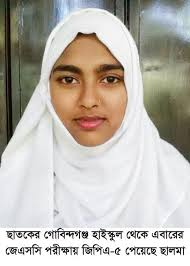 ছাতকের গোবিন্দগঞ্জ হাইস্কুল থেকে এবারের
জেএসসি পরীক্ষায় জিপিএ-৫ পেয়েছে ছালমা